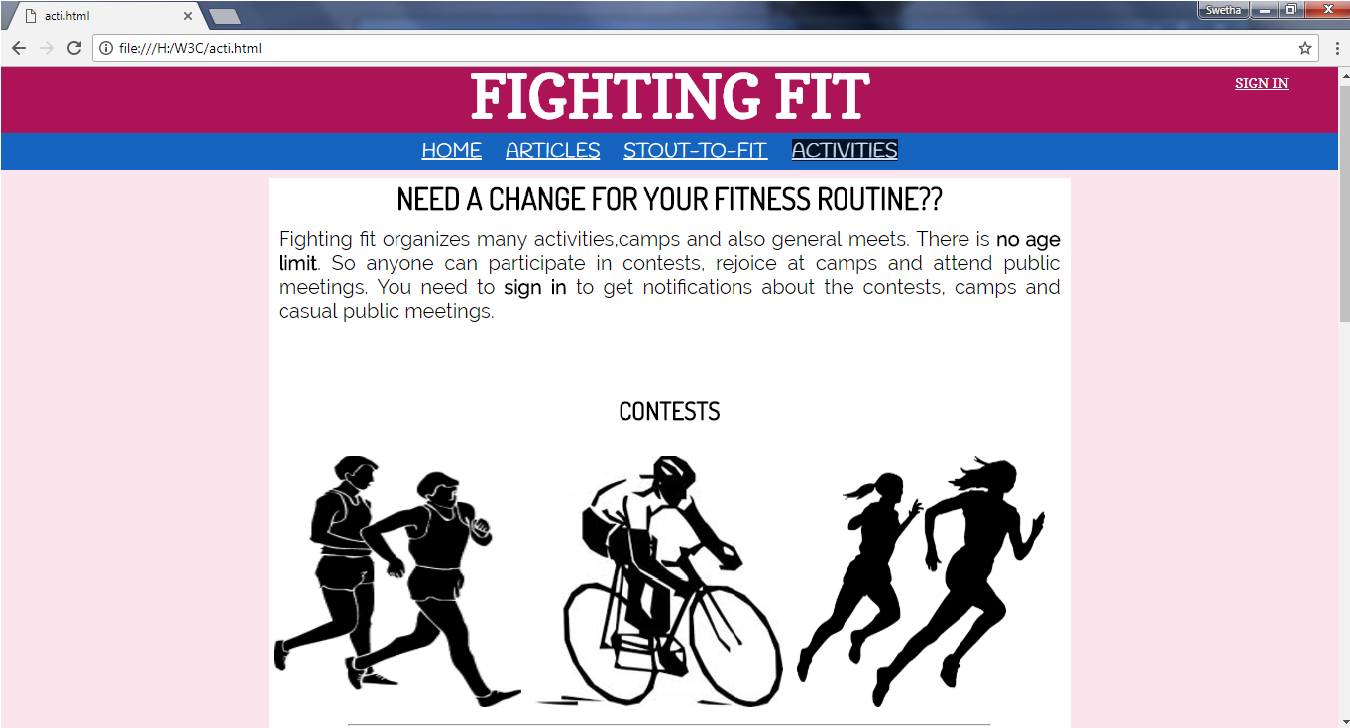 acti.html
Swetha
file:///H:/W3C/acti.html
FIGHTING FIT
SIGN IN
HOME ARTICLES STOUT-TO-FIT ACTIVITIES
NEED A CHANGE FOR YOUR FITNESS ROUTINE??
Fighting fit organizes many activities,camps and also general meets. There is no age
limit. So anyone can participate in contests, rejoice at camps and attend public
meetings. You need to sign in to get notifications about the contests, camps and
casual public meetings.
CONTESTS